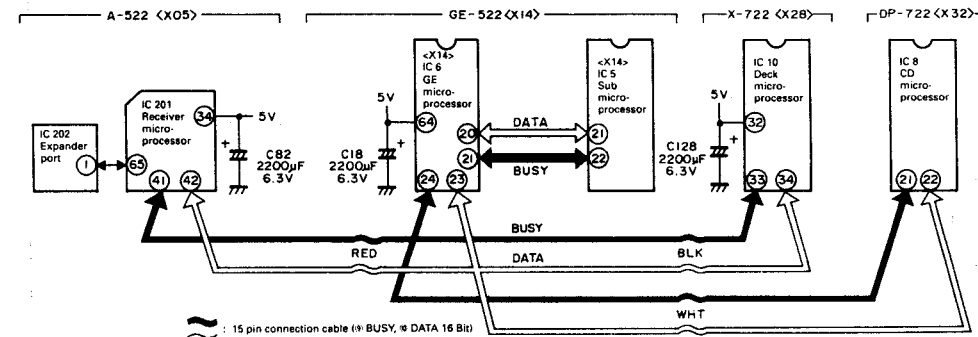 A-522 <X05>
GE-522<X14>
X-722 <X28>
DP-722<X32>
IC 202
Expander
port
1
65
IC 201
Receiver
micro-
processor
34
41
42
5V
+
C82
2200µF
6.3V
5V
+
C18
2200µF
6.3V
<X14>
IC 6
GE
micro-
processor
64
20
21
24
23
DATA
BUSY
<X14>
IC 5
Sub
micro-
processor
21
22
5V
+
C128
2200µF
6.3V
IC 10
Deck
micro-
processor
32
33
34
IC 8
CD
micro-
processor
21
22
BUSY
RED
DATA
BLK
WHT
: 15 pin connection cable (⑨ BUSY, ⑩ DATA 16 Bit)